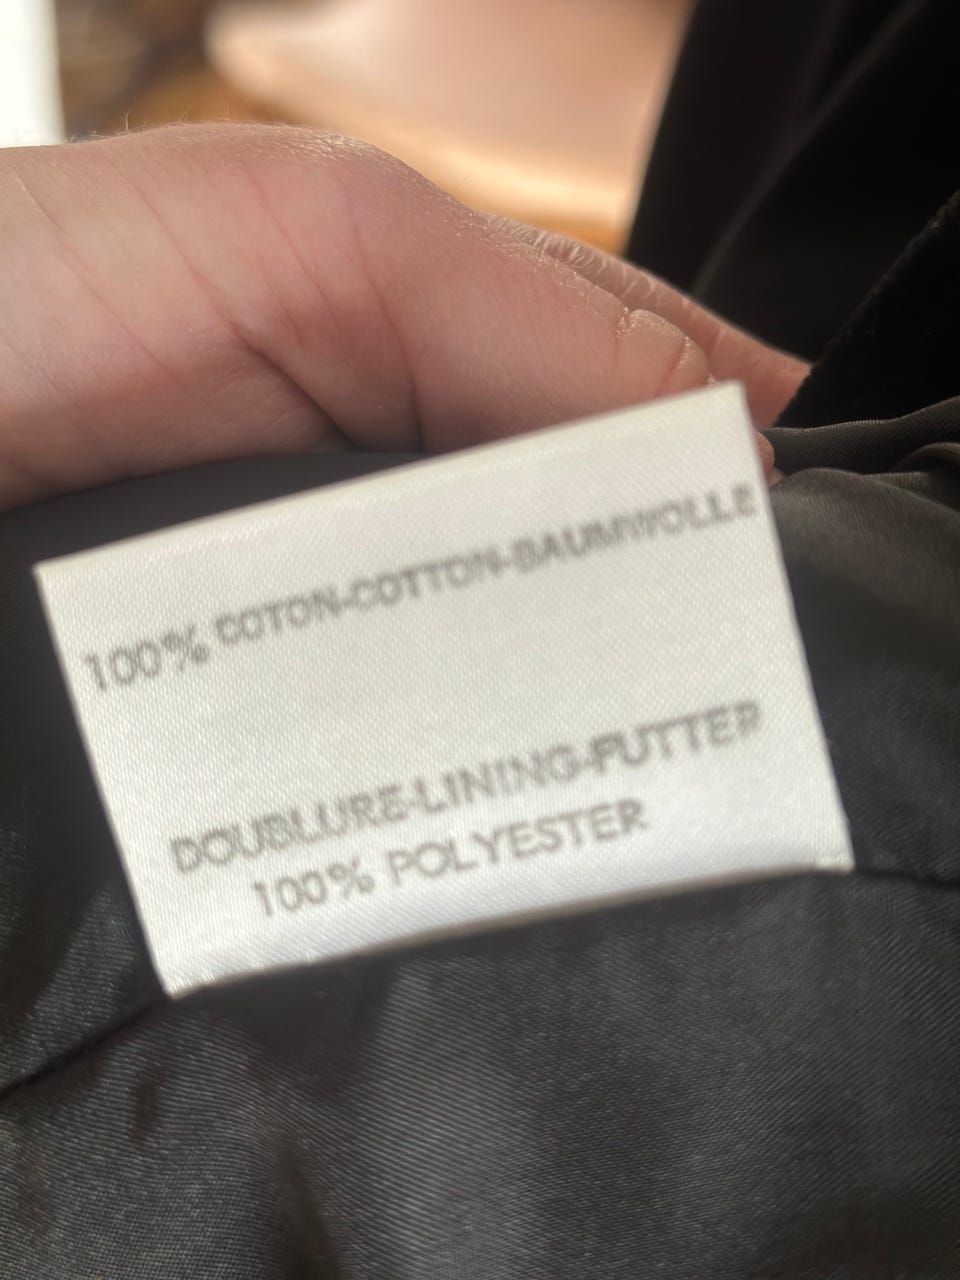 100% COTON-COTTON-BAUMWOLLE
DOUBLURE-LINING-FUTTER
100% POLYESTER